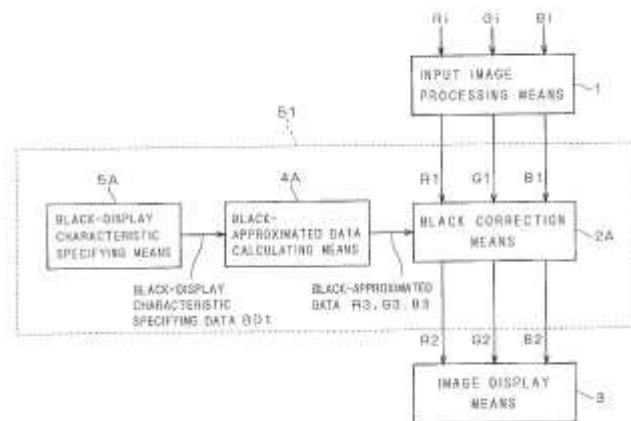 Ri Gi Bi
INPUT IMAGE
PROCESSING MEANS
1
51
5A
4A
R1 G1 B1
BLACK-DISPLAY
CHARACTERISTIC
SPECIFYING MEANS
BLACK-
APPROXIMATED DATA
CALCULATING MEANS
BLACK CORRECTION
MEANS
2A
BLACK-DISPLAY
CHARACTERISTIC
SPECIFYING DATA BD1
BLACK-APPROXIMATED
DATA R3, G3, B3
R2 G2 B2
IMAGE DISPLAY
MEANS
3